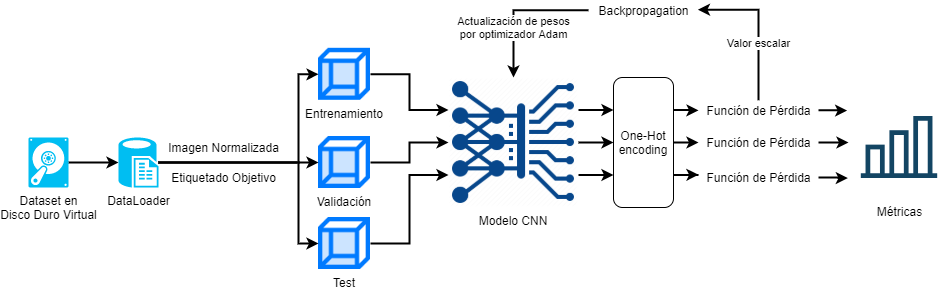 Actualización de pesos
por optimizador Adam
Backpropagation
Valor escalar
Entrenamiento
Función de Pérdida
Imagen Normalizada
Etiquetado Objetivo
One-Hot
encoding
Función de Pérdida
Función de Pérdida
Dataset en
Disco Duro Virtual
DataLoader
Validación
Modelo CNN
Métricas
Test